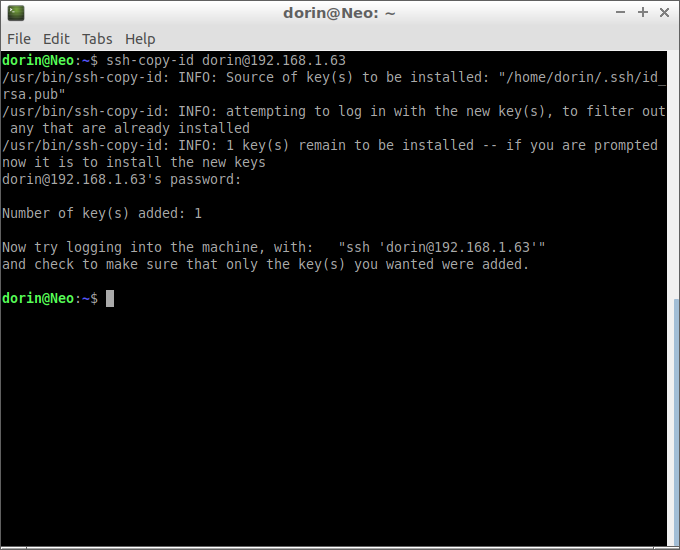 dorin@Neo: ~
File Edit Tabs Help
dorin@Neo:~$ ssh-copy-id dorin@192.168.1.63
/usr/bin/ssh-copy-id: INFO: Source of key(s) to be installed: "/home/dorin/.ssh/id_
rsa.pub"
/usr/bin/ssh-copy-id: INFO: attempting to log in with the new key(s), to filter out
 any that are already installed
/usr/bin/ssh-copy-id: INFO: 1 key(s) remain to be installed -- if you are prompted
now it is to install the new keys
dorin@192.168.1.63's password:
Number of key(s) added: 1
Now try logging into the machine, with:   "ssh 'dorin@192.168.1.63'"
and check to make sure that only the key(s) you wanted were added.
dorin@Neo:~$